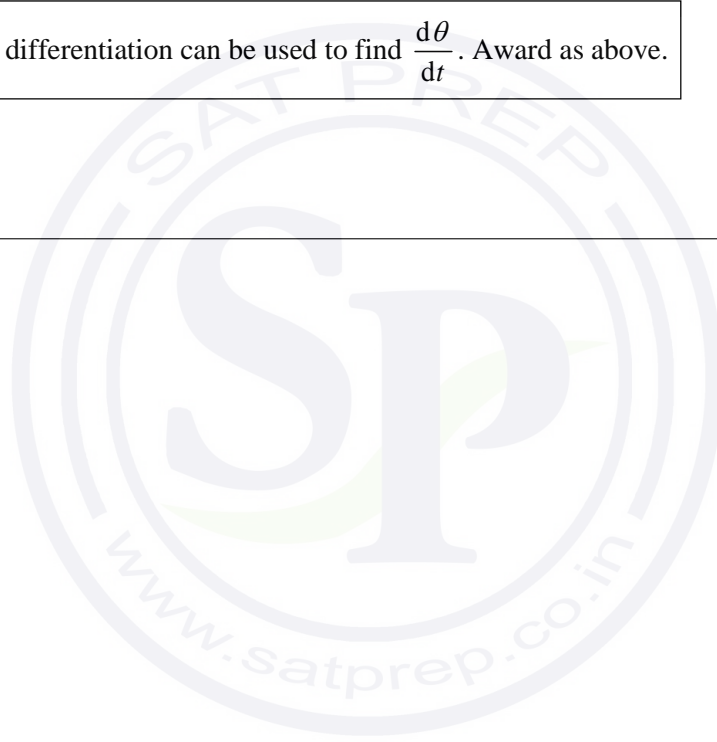 differentiation can be used to find dθ/dt. Award as above.
SAT PREP
SP
www.satprep.co.in